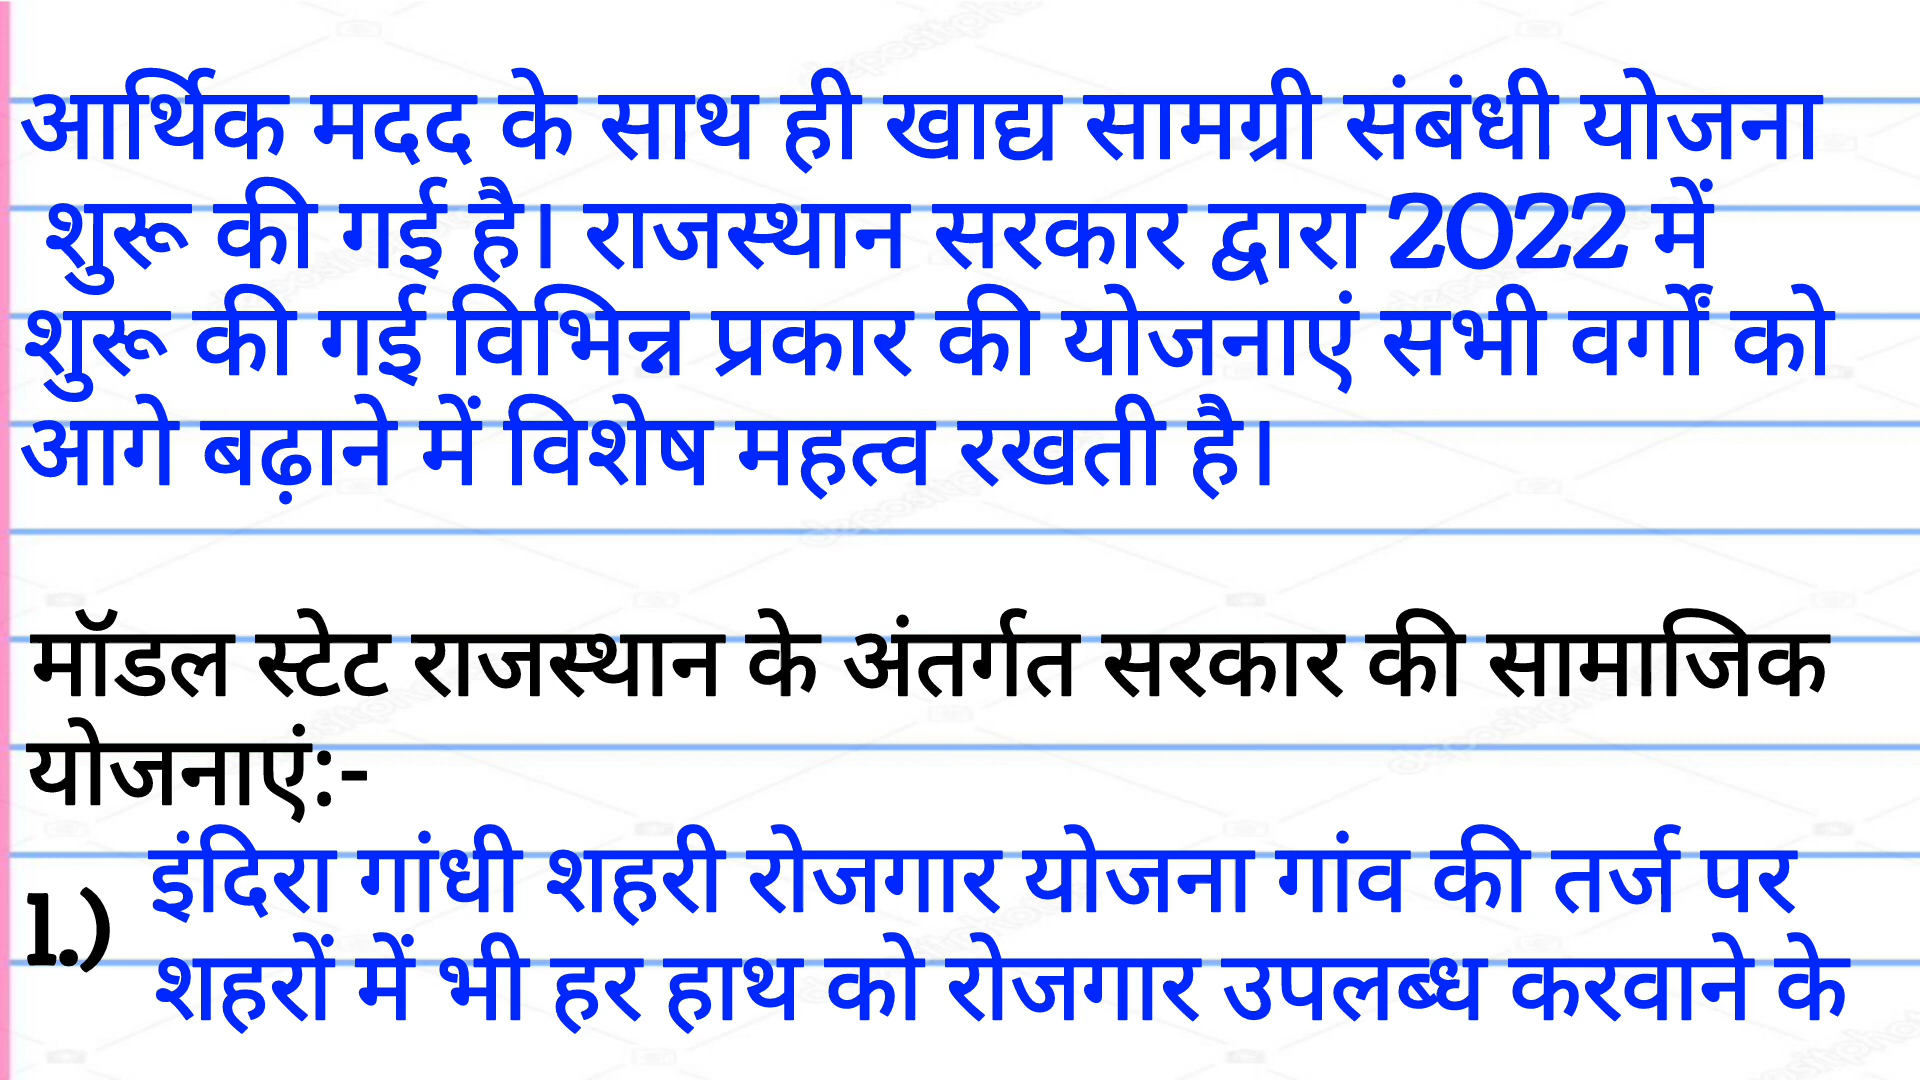 आर्थिक मदद के साथ ही खाद्य सामग्री संबंधी योजना
शुरू की गई है। राजस्थान सरकार द्वारा 2022 में
शुरू की गई विभिन्न प्रकार की योजनाएं सभी वर्गों को
आगे बढ़ाने में विशेष महत्व रखती है।
मॉडल स्टेट राजस्थान के अंतर्गत सरकार की सामाजिक
योजनाएं:-
1.) इंदिरा गांधी शहरी रोजगार योजना गांव की तर्ज पर
शहरों में भी हर हाथ को रोजगार उपलब्ध करवाने के